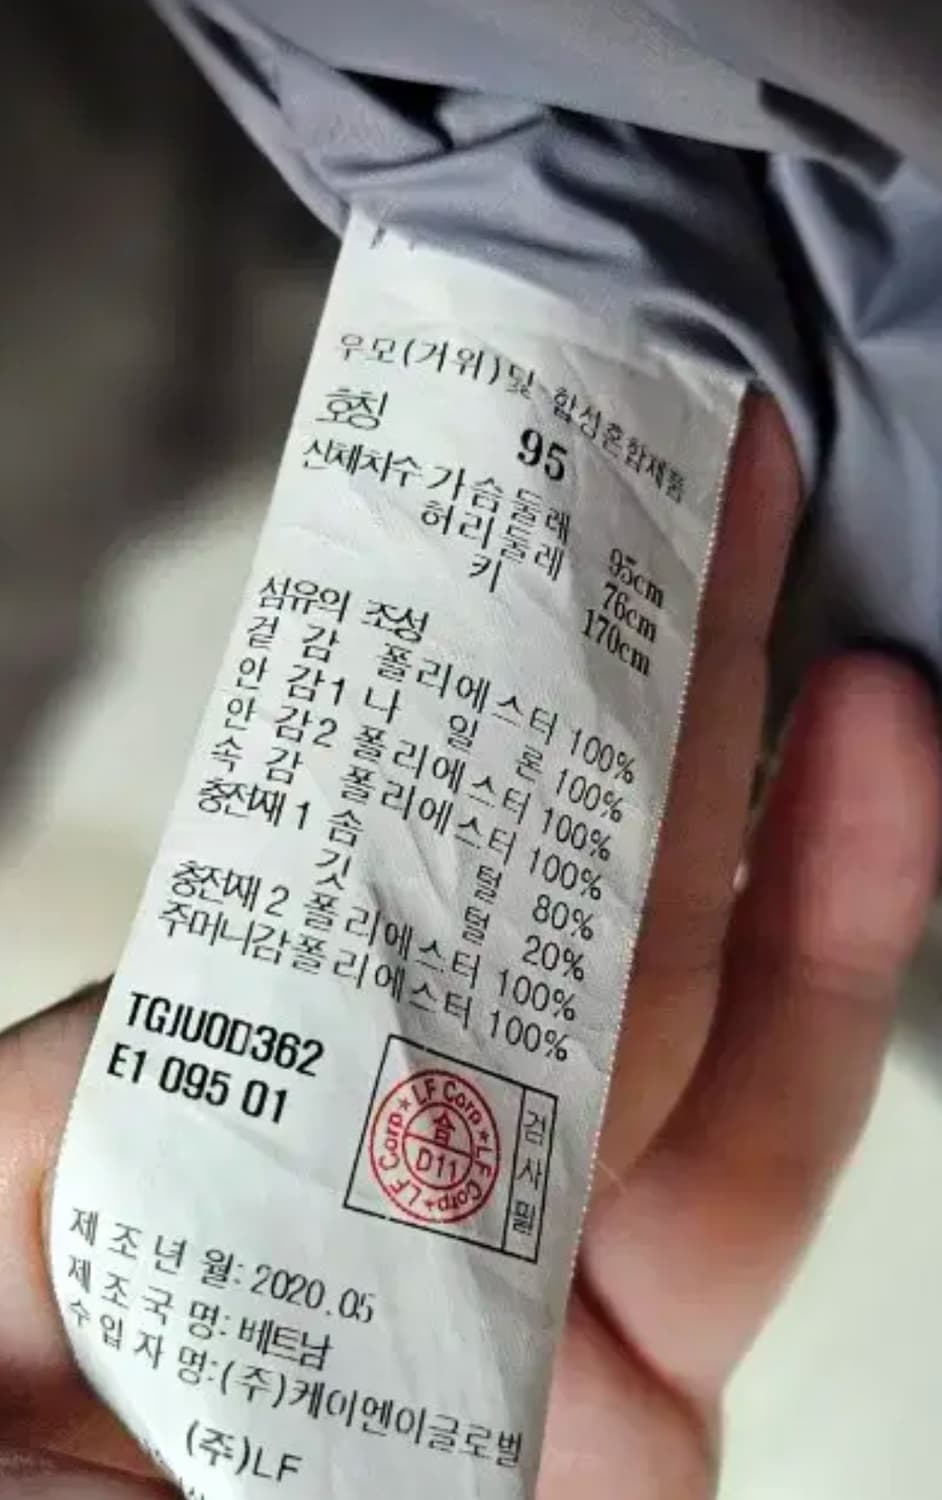 우모(거위)및 합성혼합제품
호칭 95
신체치수 가슴둘레 95cm
허리둘레 76cm
키 170cm
섬유의 조성
겉 감 폴리에스터 100%
안 감1 나 일 론 100%
안 감2 폴리에스터 100%
속 감 폴리에스터 100%
충전재 1 솜 털 80%
깃 털 20%
충전재 2 폴리에스터 100%
주머니감 폴리에스터 100%
TGJU0D362
E1 095 01
LF Corp★LF Corp★LF Corp★
合
D11
검사필
제 조 년 월: 2020.05
제 조 국 명: 베트남
수 입 자 명:(주)케이엔이글로벌
(주)LF